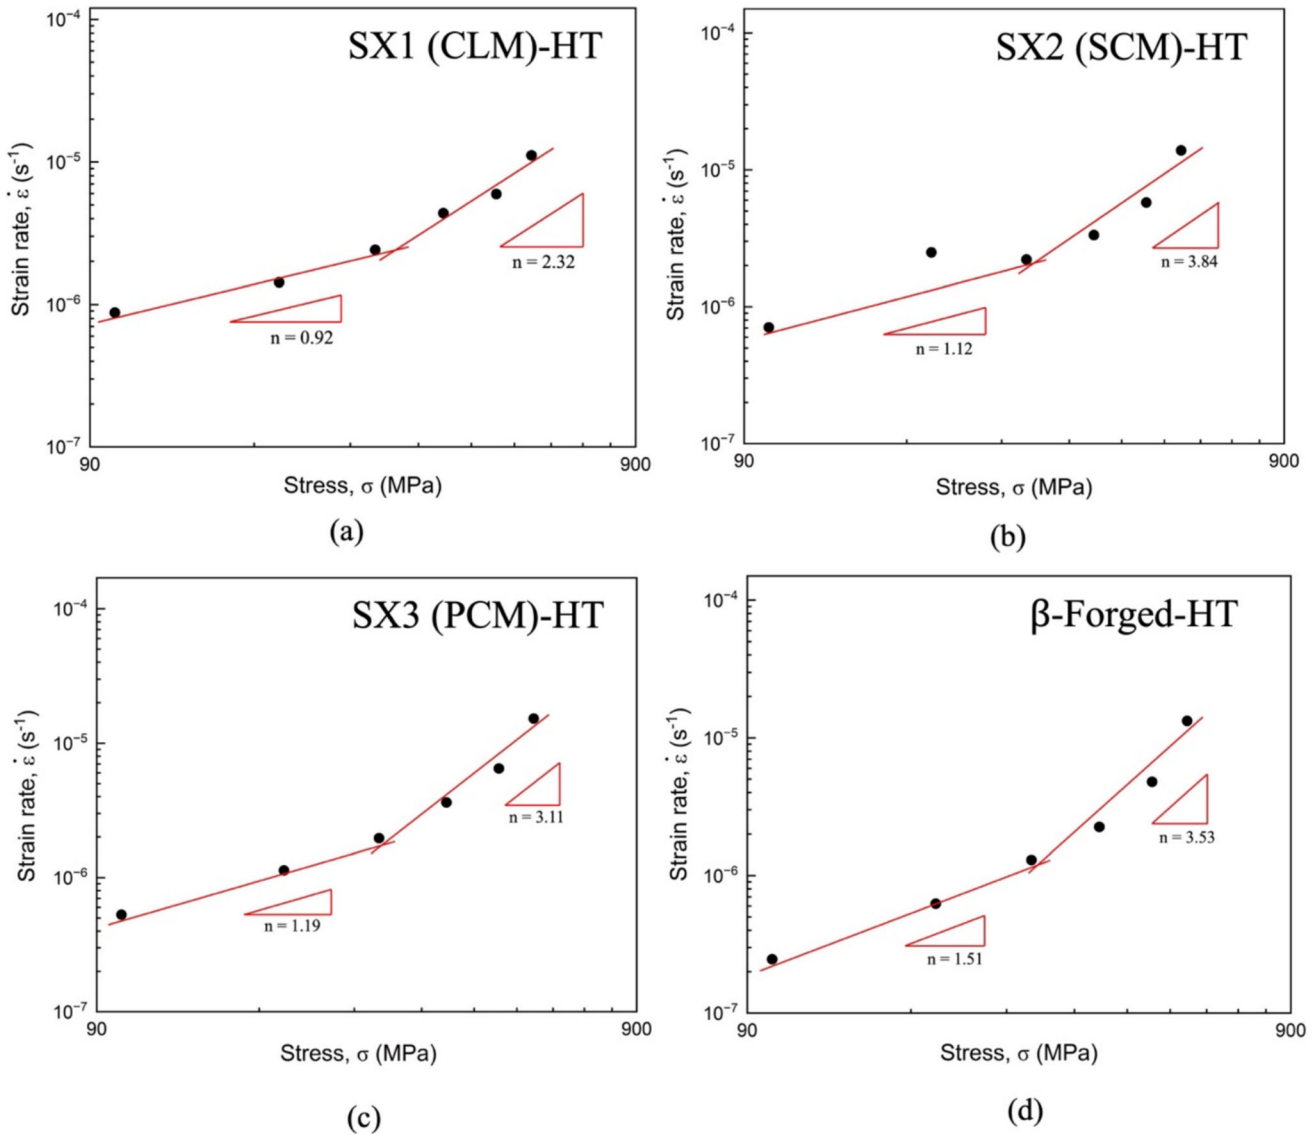 SX1 (CLM)-HT
10⁻⁴
10⁻⁵
10⁻⁶
10⁻⁷
Strain rate, ε̇ (s⁻¹)
n = 2.32
n = 0.92
90
900
Stress, σ (MPa)
(a)
SX2 (SCM)-HT
10⁻⁴
10⁻⁵
10⁻⁶
10⁻⁷
Strain rate, ε̇ (s⁻¹)
n = 3.84
n = 1.12
90
900
Stress, σ (MPa)
(b)
SX3 (PCM)-HT
10⁻⁴
10⁻⁵
10⁻⁶
10⁻⁷
Strain rate, ε̇ (s⁻¹)
n = 3.11
n = 1.19
90
900
Stress, σ (MPa)
(c)
β-Forged-HT
10⁻⁴
10⁻⁵
10⁻⁶
10⁻⁷
Strain rate, ε̇ (s⁻¹)
n = 3.53
n = 1.51
90
900
Stress, σ (MPa)
(d)